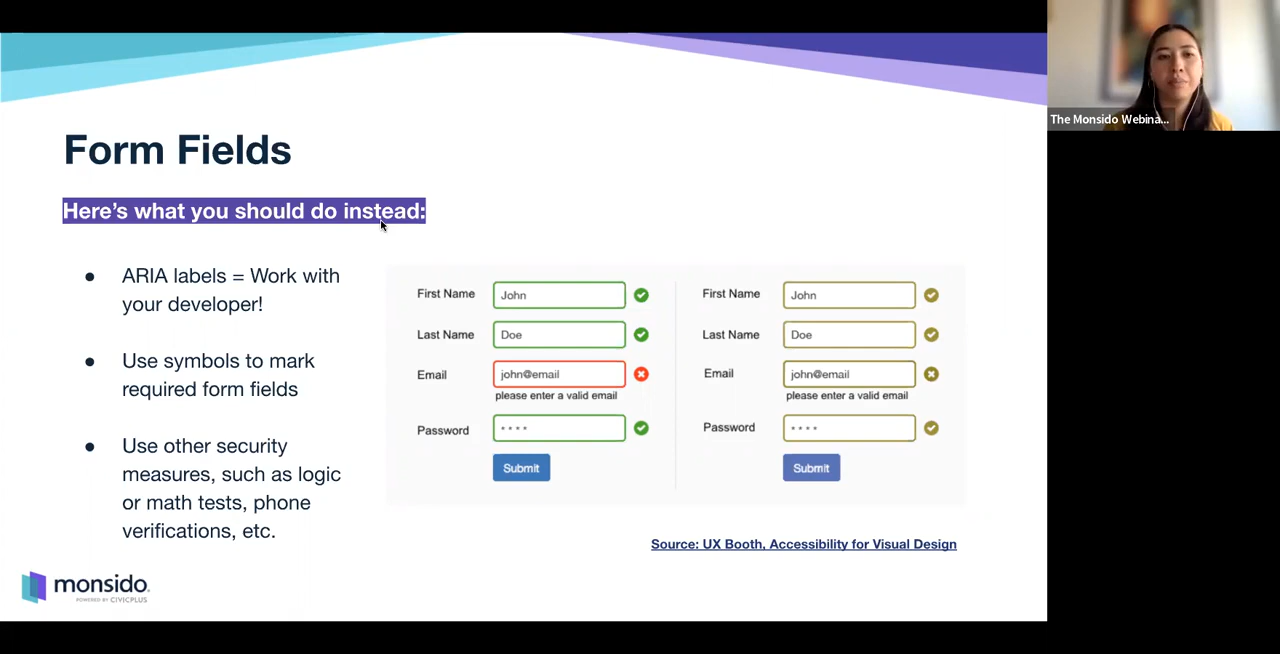 The Monsido Webina...
Form Fields
Here's what you should do instead:
● ARIA labels = Work with
your developer!
● Use symbols to mark
required form fields
● Use other security
measures, such as logic
or math tests, phone
verifications, etc.
First Name John
Last Name Doe
Email john@email
please enter a valid email
Password ••••
Submit
First Name John
Last Name Doe
Email john@email
please enter a valid email
Password ••••
Submit
Source: UX Booth, Accessibility for Visual Design
monsido
POWERED BY CIVICPLUS